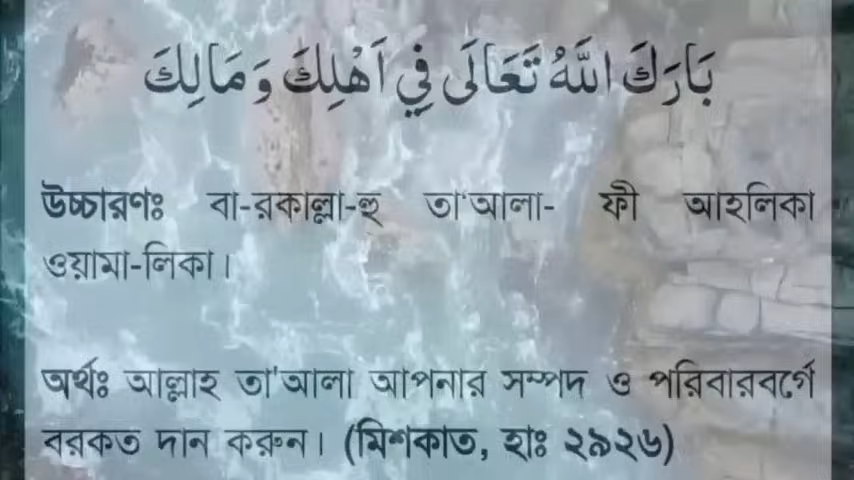 بَارَكَ اللَّهُ تَعَالَى فِي اَهْلِكَ وَمَالِكَ
উচ্চারণঃ বা-রকাল্লা-হু তা'আলা- ফী আহলিকা
ওয়ামা-লিকা।
অর্থঃ আল্লাহ তা'আলা আপনার সম্পদ ও পরিবারবর্গে
বরকত দান করুন। (মিশকাত, হাঃ ২৯২৬)